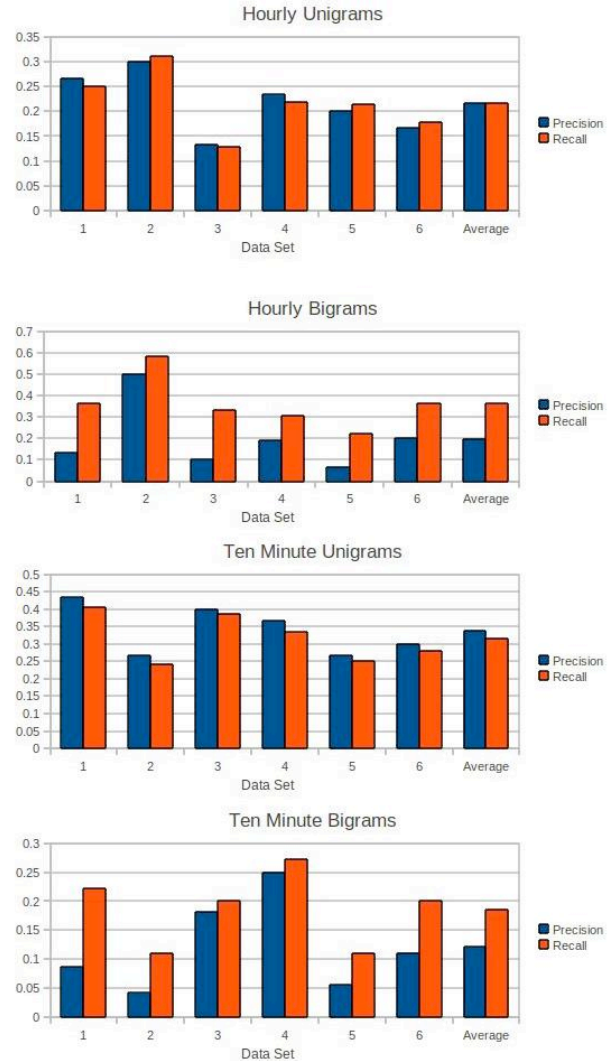 Hourly Unigrams
0.35
0.3
0.25
0.2
0.15
0.1
0.05
0
Precision
Recall
1 2 3 4 5 6 Average
Data Set
Hourly Bigrams
0.7
0.6
0.5
0.4
0.3
0.2
0.1
0
Precision
Recall
1 2 3 4 5 6 Average
Data Set
Ten Minute Unigrams
0.5
0.45
0.4
0.35
0.3
0.25
0.2
0.15
0.1
0.05
0
Precision
Recall
1 2 3 4 5 6 Average
Data Set
Ten Minute Bigrams
0.3
0.25
0.2
0.15
0.1
0.05
0
Precision
Recall
1 2 3 4 5 6 Average
Data Set